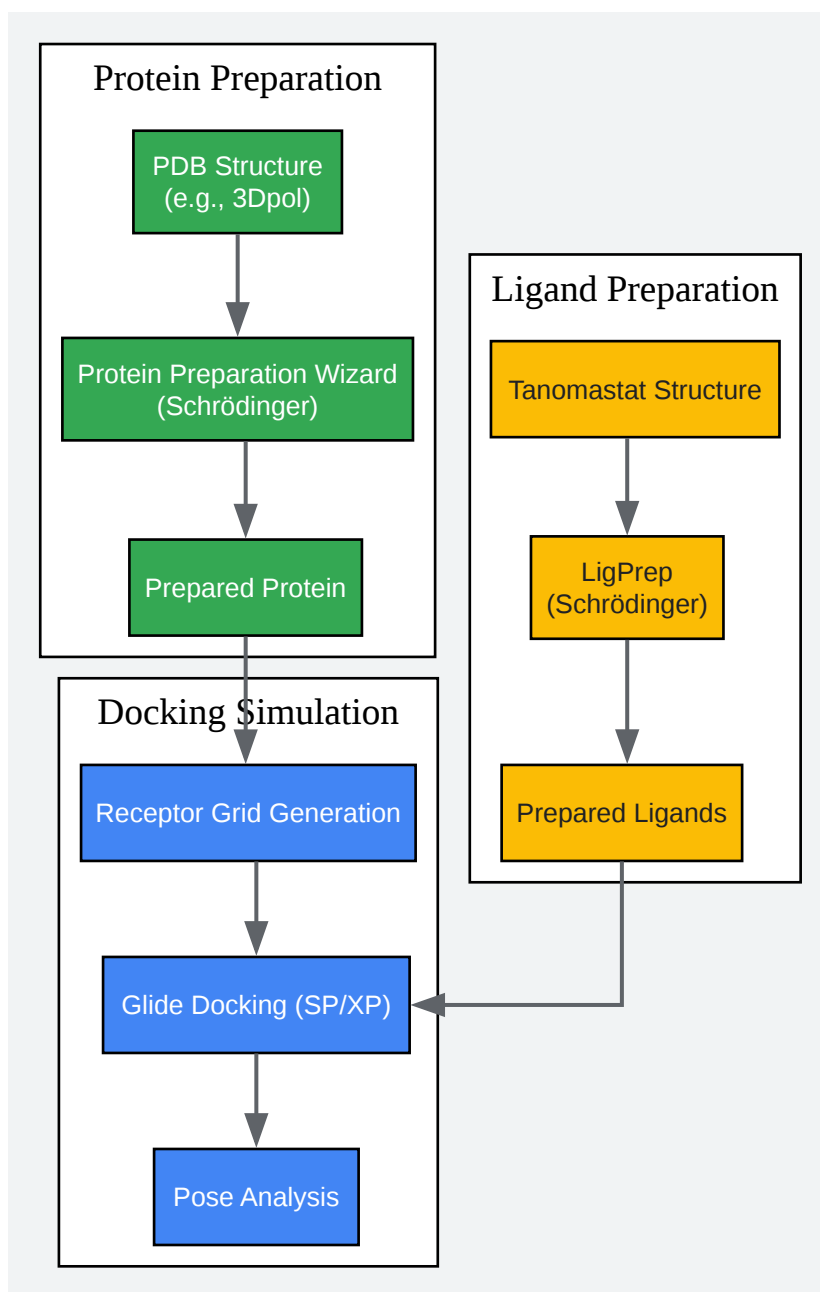 Protein Preparation
PDB Structure
(e.g., 3Dpol)
Protein Preparation Wizard
(Schrödinger)
Prepared Protein
Ligand Preparation
Tanomastat Structure
LigPrep
(Schrödinger)
Prepared Ligands
Docking Simulation
Receptor Grid Generation
Glide Docking (SP/XP)
Pose Analysis